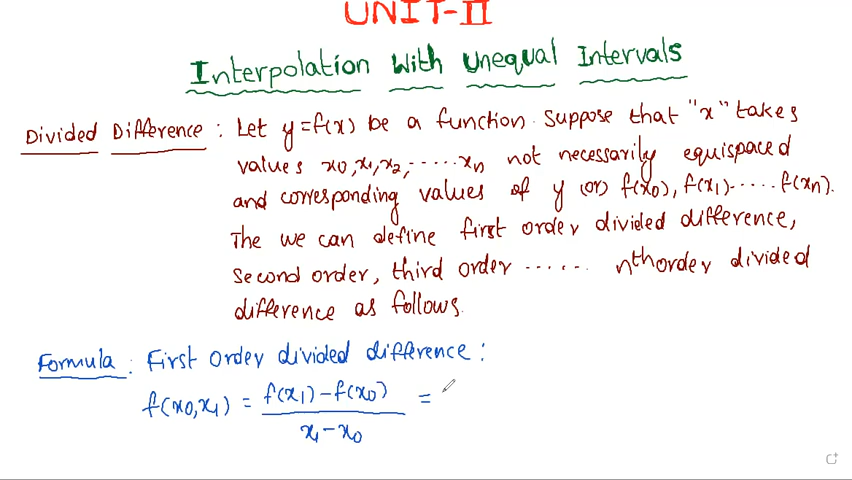 UNIT-II
Interpolation With Unequal Intervals
Divided Difference : Let y=f(x) be a function. Suppose that "x" takes
values x0, x1, x2, ...... xn not necessarily equispaced
and corresponding values of y (or) f(x0), f(x1) ...... f(xn).
The we can define first order divided difference,
Second order, third order ...... nth order divided
difference as follows.
Formula : First order divided difference :
f(x0,x1) = f(x1) - f(x0) =
x1 - x0